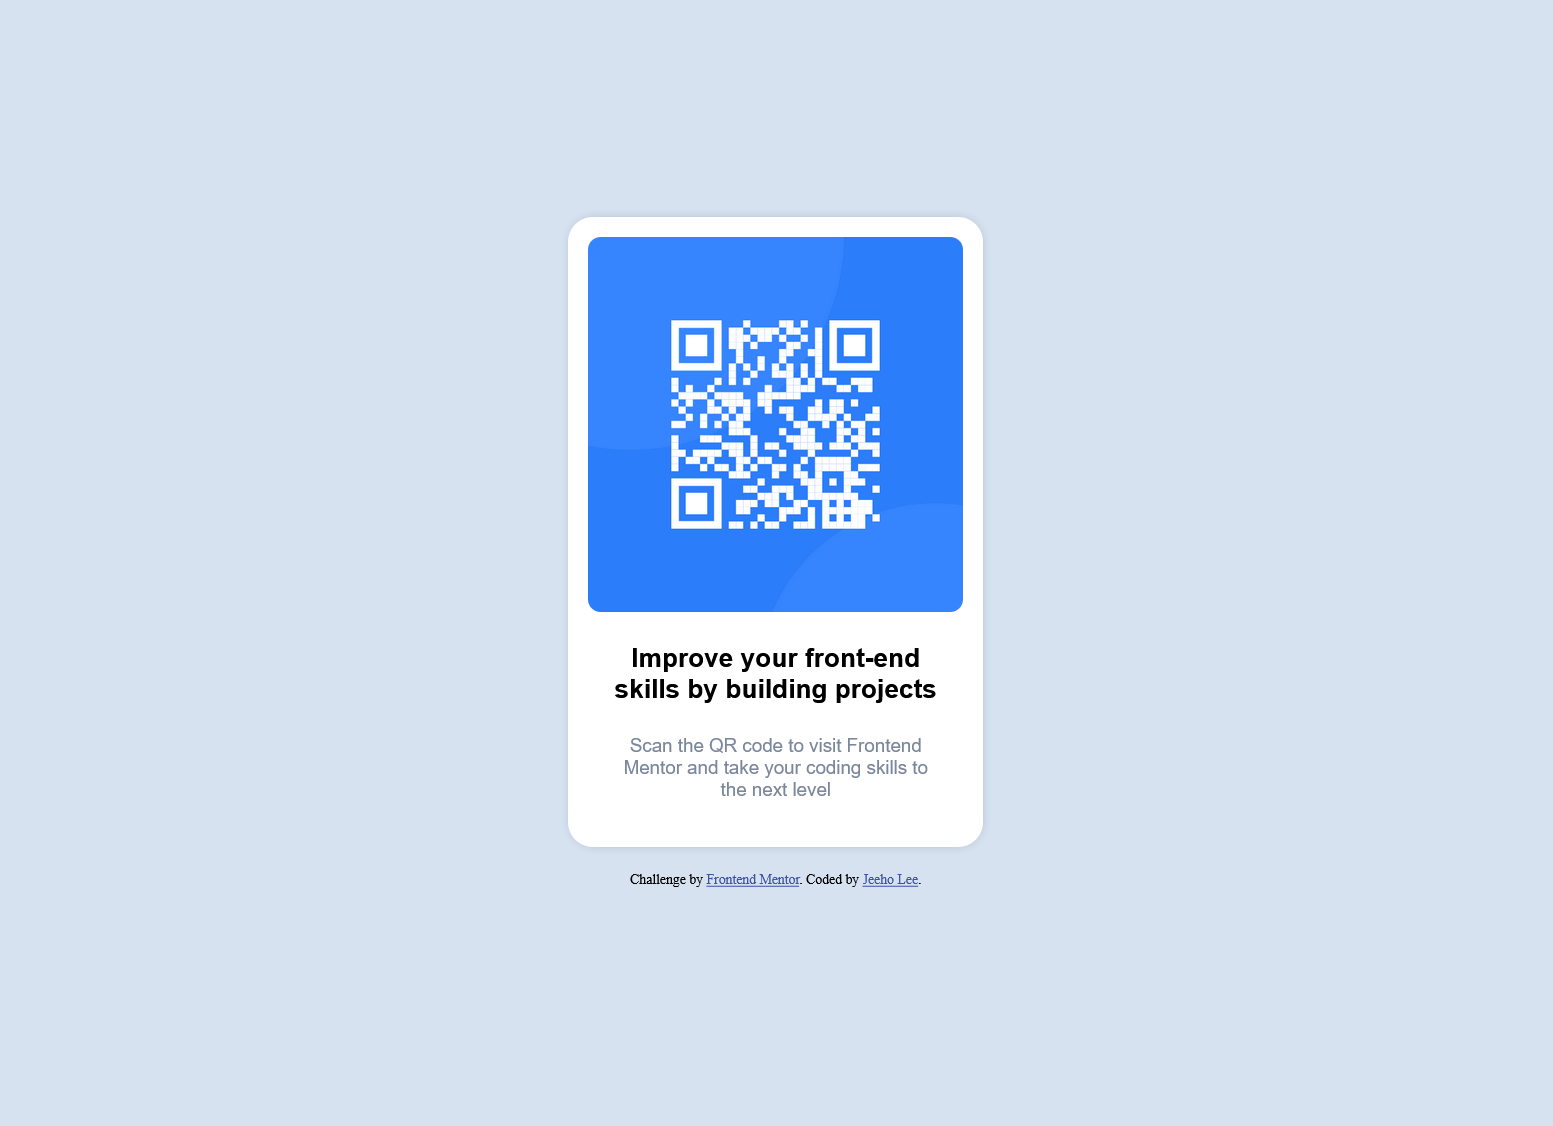 Improve your front-end
skills by building projects
Scan the QR code to visit Frontend
Mentor and take your coding skills to
the next level
Challenge by Frontend Mentor. Coded by Jeeho Lee.